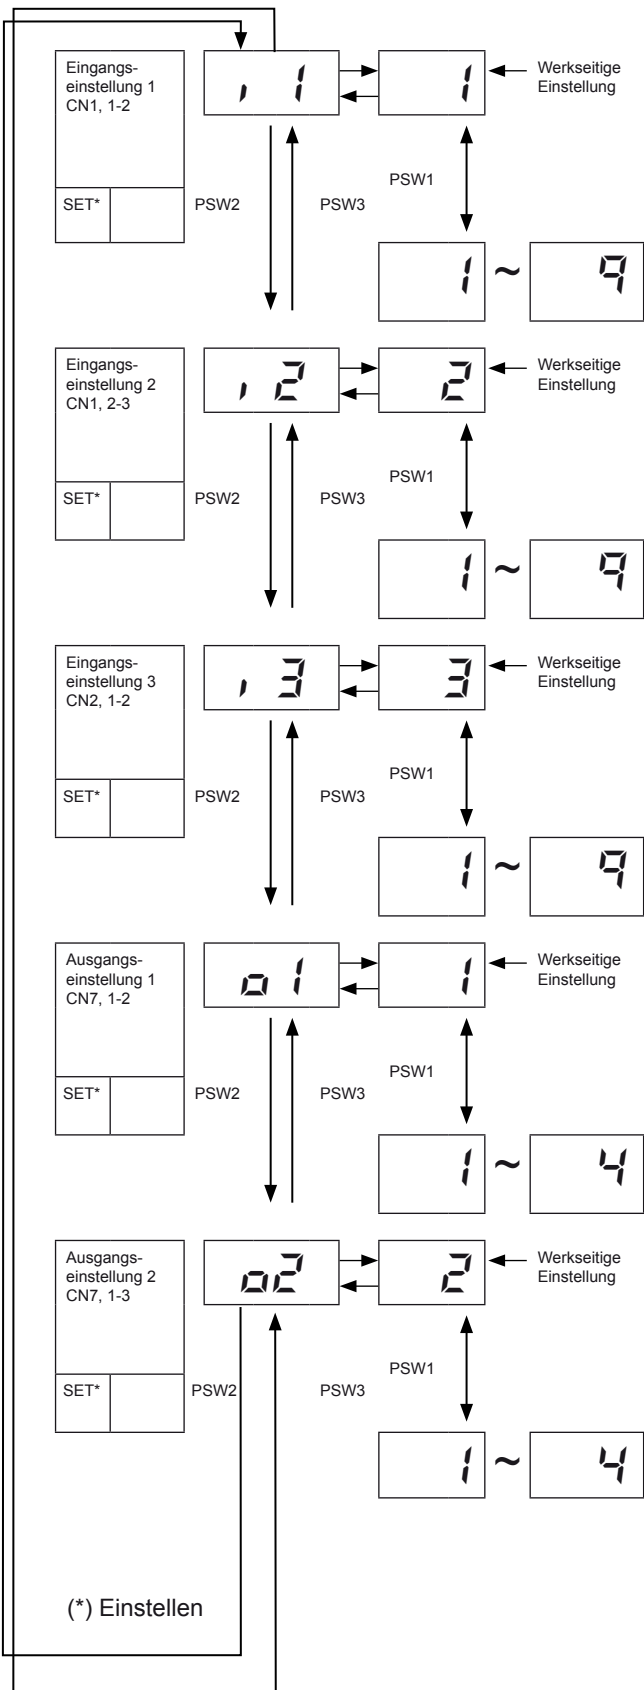 Eingangs-
einstellung 1
CN1, 1-2
SET*
ı 1
1
Werkseitige
Einstellung
PSW2
PSW3
PSW1
1 ~ 9
Eingangs-
einstellung 2
CN1, 2-3
SET*
ı 2
2
Werkseitige
Einstellung
PSW2
PSW3
PSW1
1 ~ 9
Eingangs-
einstellung 3
CN2, 1-2
SET*
ı 3
3
Werkseitige
Einstellung
PSW2
PSW3
PSW1
1 ~ 9
Ausgangs-
einstellung 1
CN7, 1-2
SET*
o1
1
Werkseitige
Einstellung
PSW2
PSW3
PSW1
1 ~ 4
Ausgangs-
einstellung 2
CN7, 1-3
SET*
o2
2
Werkseitige
Einstellung
PSW2
PSW3
PSW1
1 ~ 4
(*) Einstellen